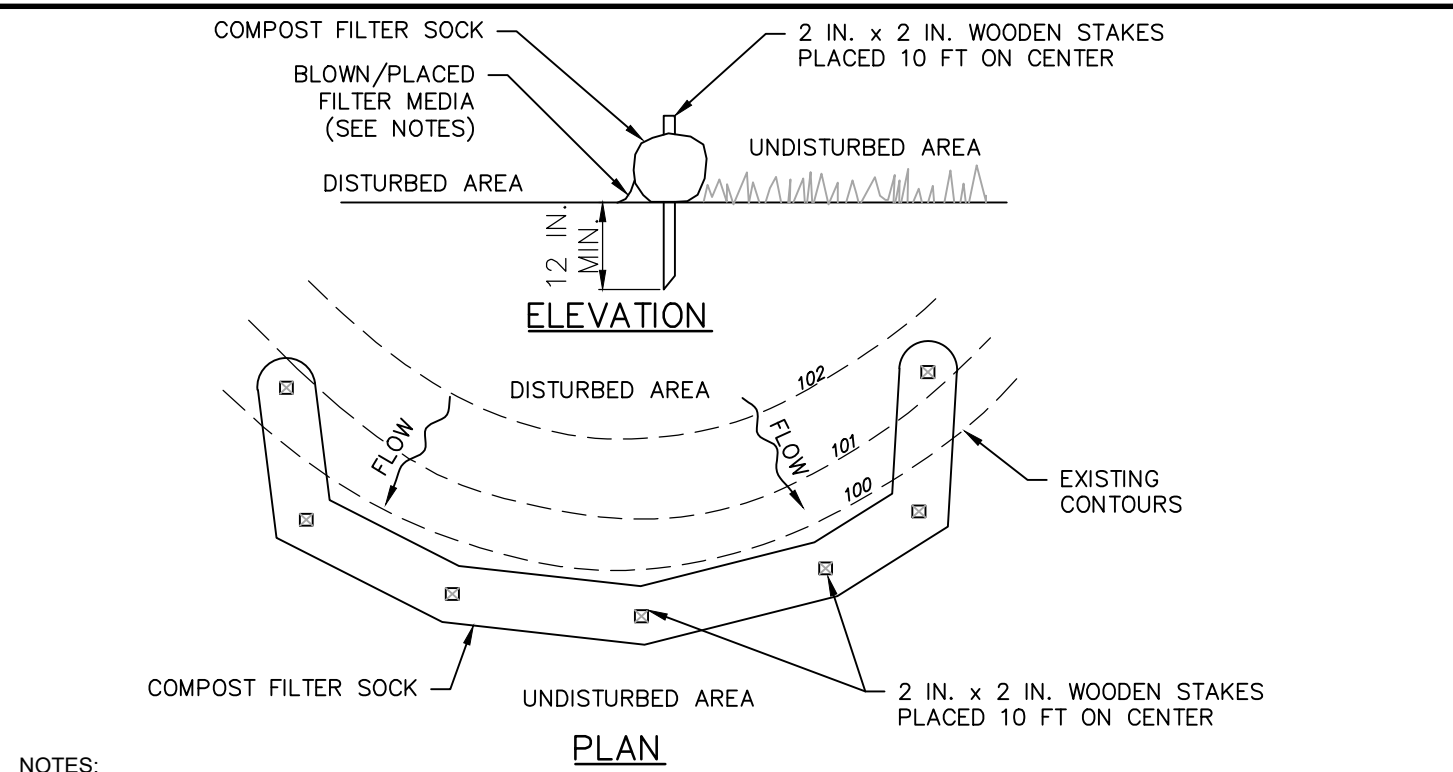 COMPOST FILTER SOCK
2 IN. x 2 IN. WOODEN STAKES
PLACED 10 FT ON CENTER
BLOWN/PLACED
FILTER MEDIA
(SEE NOTES)
UNDISTURBED AREA
DISTURBED AREA
12 IN.
MIN.
ELEVATION
DISTURBED AREA
102
FLOW
FLOW
101
100
EXISTING
CONTOURS
COMPOST FILTER SOCK
UNDISTURBED AREA
2 IN. x 2 IN. WOODEN STAKES
PLACED 10 FT ON CENTER
PLAN
NOTES: